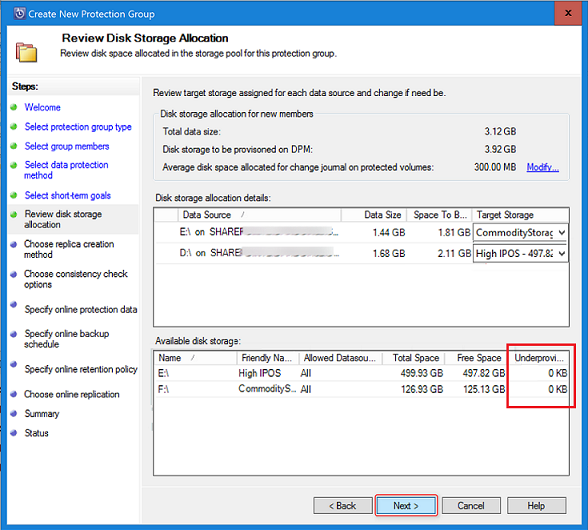 Create New Protection Group
x
Review Disk Storage Allocation
Review disk space allocated in the storage pool for this protection group.
Steps:
Welcome
Select protection group type
Select group members
Select data protection
method
Select short-term goals
Review disk storage
allocation
Choose replica creation
method
Choose consistency check
options
Specify online protection data
Specify online backup
schedule
Specify online retention policy
Choose online replication
Summary
Status
Review target storage assigned for each data source and change if need be.
Disk storage allocation for new members
Total data size: 3.12 GB
Disk storage to be provisoned on DPM: 3.92 GB
Average disk space allocated for change journal on protected volumes: 300.00 MB Modify...
Disk storage allocation details:
Data Source / Data Size Space To B... Target Storage
E:\ on SHAREF ... 1.44 GB 1.81 GB CommodityStorag
D:\ on SHAREP ... 1.68 GB 2.11 GB High IPOS - 497.82
Available disk storage:
Name / Friendly Na... Allowed Datasou... Total Space Free Space Underprovi...
E:\ High IPOS All 499.93 GB 497.82 GB 0 KB
F:\ CommodityS... All 126.93 GB 125.13 GB 0 KB
< Back Next > Cancel Help